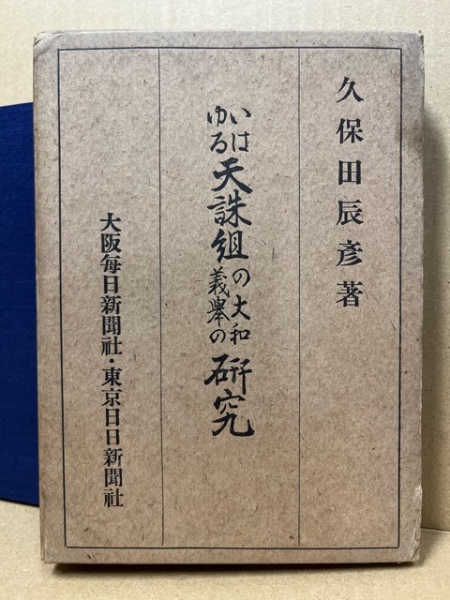 久保田辰彦著
いはゆる天誅組の大和義擧の研究
大阪每日新聞社・東京日日新聞社